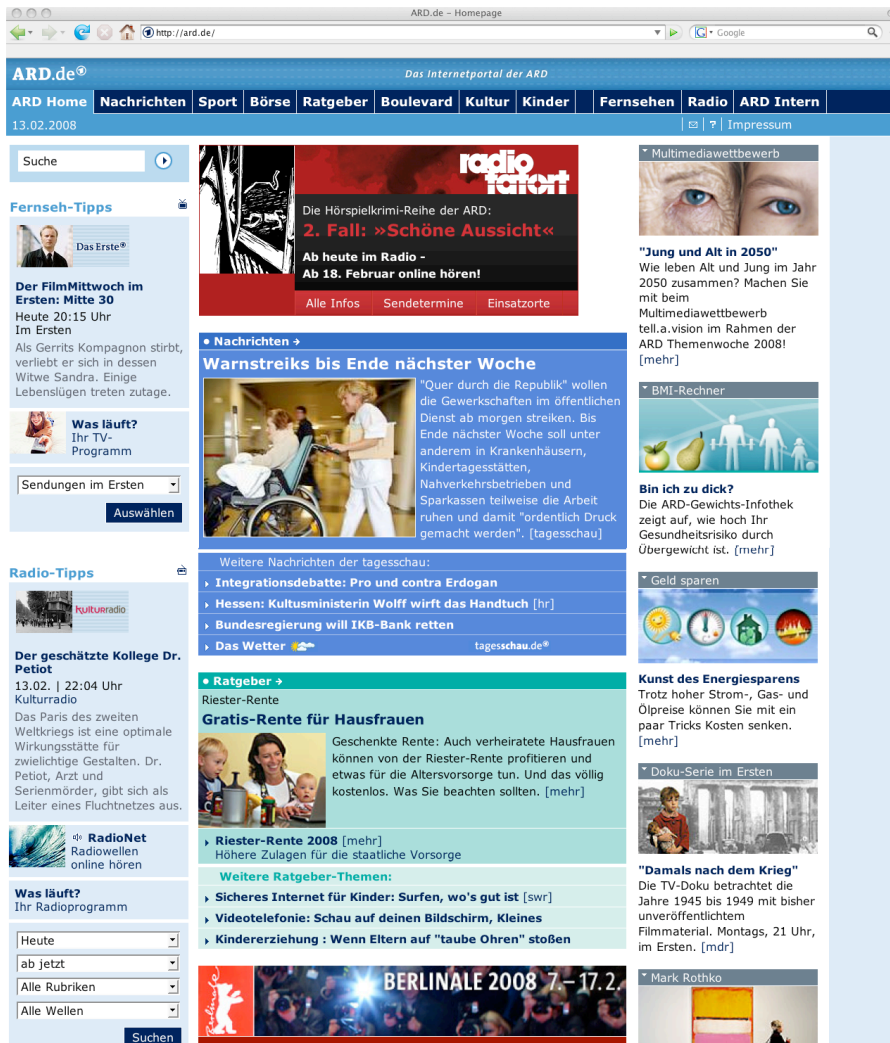 ARD.de – Homepage
http://ard.de/
Google
ARD.de
Das Internetportal der ARD
ARD Home Nachrichten Sport Börse Ratgeber Boulevard Kultur Kinder Fernsehen Radio ARD Intern
13.02.2008
? Impressum
Suche
Fernseh-Tipps
Das Erste
Der FilmMittwoch im
Ersten: Mitte 30
Heute 20:15 Uhr
Im Ersten
Als Gerrits Kompagnon stirbt,
verliebt er sich in dessen
Witwe Sandra. Einige
Lebenslügen treten zutage.
Was läuft?
Ihr TV-
Programm
Sendungen im Ersten
Auswählen
Radio-Tipps
kulturradio
Der geschätzte Kollege Dr.
Petiot
13.02. | 22:04 Uhr
Kulturradio
Das Paris des zweiten
Weltkriegs ist eine optimale
Wirkungsstätte für
zwielichtige Gestalten. Dr.
Petiot, Arzt und
Serienmörder, gibt sich als
Leiter eines Fluchtnetzes aus.
RadioNet
Radiowellen
online hören
Was läuft?
Ihr Radioprogramm
Heute
ab jetzt
Alle Rubriken
Alle Wellen
Suchen
radio
tatort
Die Hörspielkrimi-Reihe der ARD:
2. Fall: »Schöne Aussicht«
Ab heute im Radio -
Ab 18. Februar online hören!
Alle Infos Sendetermine Einsatzorte
Nachrichten
Warnstreiks bis Ende nächster Woche
"Quer durch die Republik" wollen
die Gewerkschaften im öffentlichen
Dienst ab morgen streiken. Bis
Ende nächster Woche soll unter
anderem in Krankenhäusern,
Kindertagesstätten,
Nahverkehrsbetrieben und
Sparkassen teilweise die Arbeit
ruhen und damit "ordentlich Druck
gemacht werden". [tagesschau]
Weitere Nachrichten der tagesschau:
Integrationsdebatte: Pro und contra Erdogan
Hessen: Kultusministerin Wolff wirft das Handtuch [hr]
Bundesregierung will IKB-Bank retten
Das Wetter tagesschau.de
Ratgeber
Riester-Rente
Gratis-Rente für Hausfrauen
Geschenkte Rente: Auch verheiratete Hausfrauen
können von der Riester-Rente profitieren und
etwas für die Altersvorsorge tun. Und das völlig
kostenlos. Was Sie beachten sollten. [mehr]
Riester-Rente 2008 [mehr]
Höhere Zulagen für die staatliche Vorsorge
Weitere Ratgeber-Themen:
Sicheres Internet für Kinder: Surfen, wo's gut ist [swr]
Videotelefonie: Schau auf deinen Bildschirm, Kleines
Kindererziehung : Wenn Eltern auf "taube Ohren" stoßen
Berlinale
BERLINALE 2008 7.–17.2.
Multimediawettbewerb
"Jung und Alt in 2050"
Wie leben Alt und Jung im Jahr
2050 zusammen? Machen Sie
mit beim
Multimediawettbewerb
tell.a.vision im Rahmen der
ARD Themenwoche 2008!
[mehr]
BMI-Rechner
Bin ich zu dick?
Die ARD-Gewichts-Infothek
zeigt auf, wie hoch Ihr
Gesundheitsrisiko durch
Übergewicht ist. [mehr]
Geld sparen
Kunst des Energiesparens
Trotz hoher Strom-, Gas- und
Ölpreise können Sie mit ein
paar Tricks Kosten senken.
[mehr]
Doku-Serie im Ersten
"Damals nach dem Krieg"
Die TV-Doku betrachtet die
Jahre 1945 bis 1949 mit bisher
unveröffentlichtem
Filmmaterial. Montags, 21 Uhr,
im Ersten. [mdr]
Mark Rothko